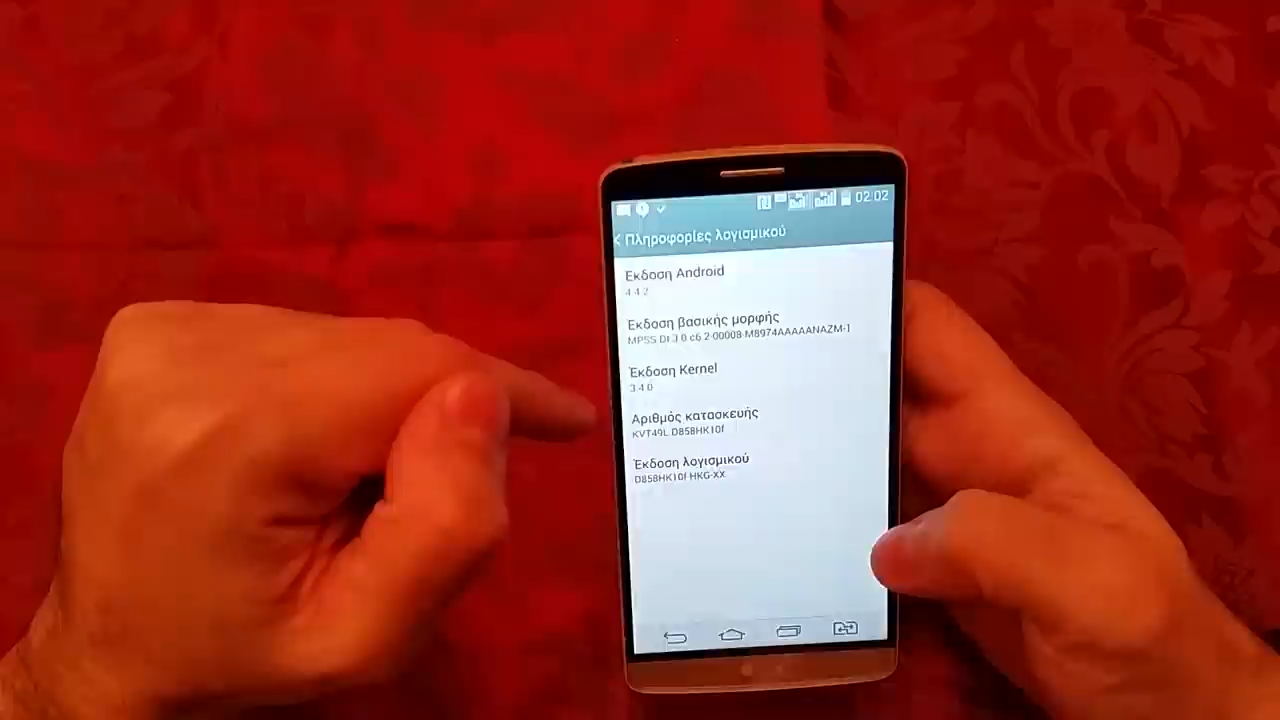 02:02
Πληροφορίες λογισμικού
Έκδοση Android
4.4.2
Έκδοση βασικής μορφής
MPSS.DI.3.0.c6.2-00008-M8974AAAAANAZM-1
Έκδοση Kernel
3.4.0
Αριθμός κατασκευής
KVT49L.D858HK10f
Έκδοση λογισμικού
D858HK10f-HKG-XX